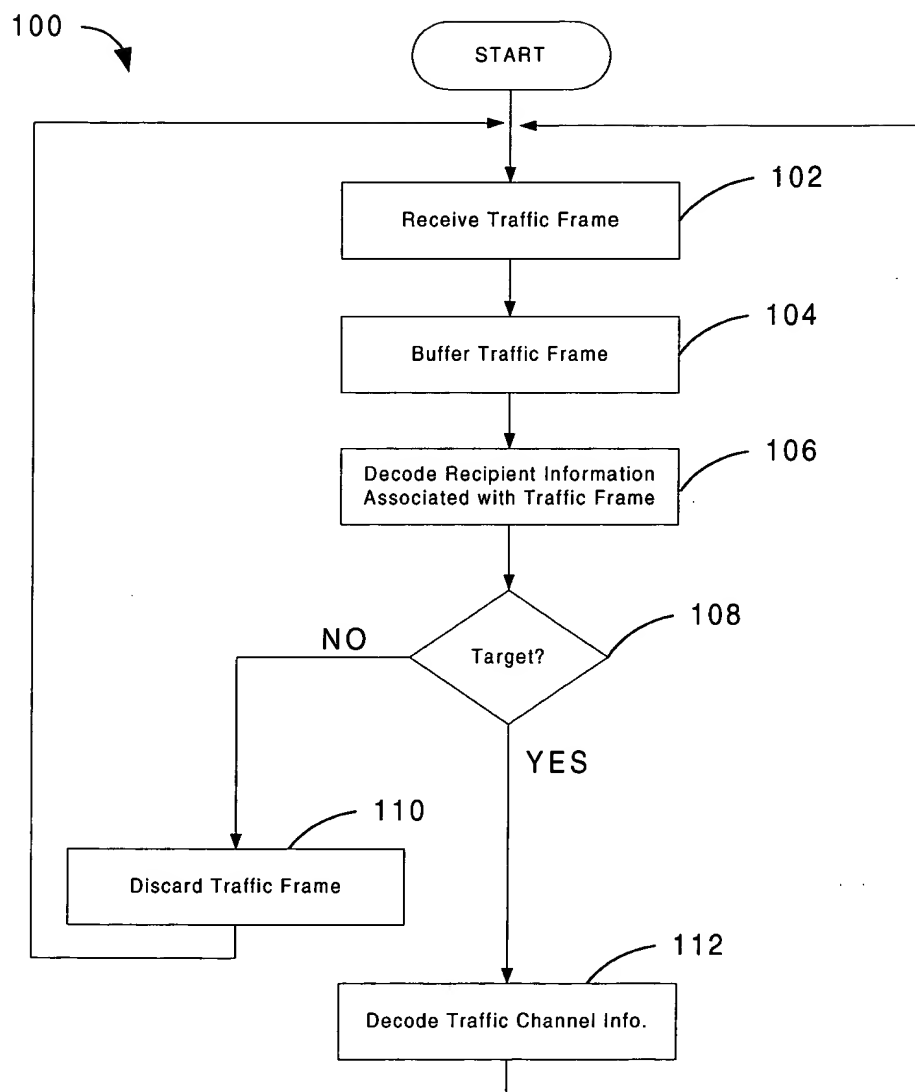 100
START
102
Receive Traffic Frame
104
Buffer Traffic Frame
106
Decode Recipient Information
Associated with Traffic Frame
108
Target?
NO
YES
110
Discard Traffic Frame
112
Decode Traffic Channel Info.